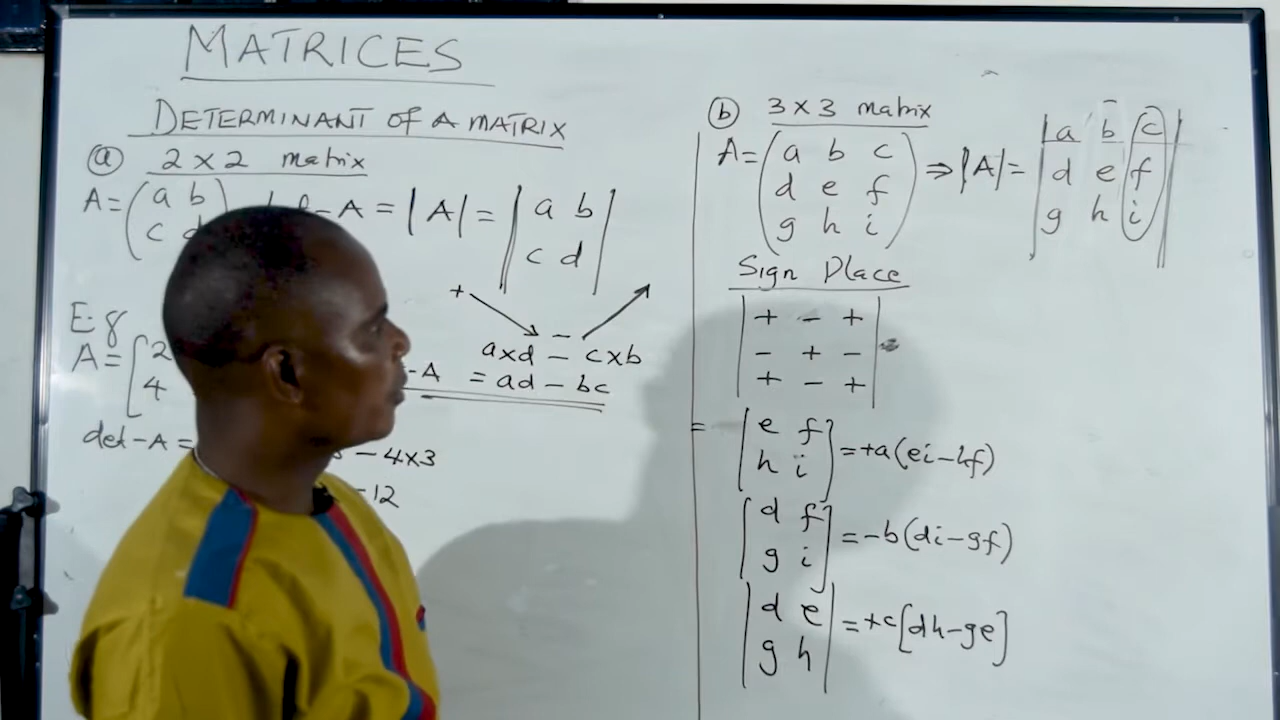 MATRICES
DETERMINANT OF A MATRIX
(a) 2 x 2 matrix
A = ( a b
c d
- A = | A | = | a b |
| c d |
+ -
axd - cxb
-A = ad - bc
E.g
A = [ 2
4
det - A =
- 4x3
- 12
(b) 3 x 3 matrix
A = ( a b c ) ⇒ |A| = | a b c |
( d e f ) | d e f |
( g h i ) | g h i |
Sign Place
| + - + |
| - + - |
| + - + |
= | e f | = +a(ei - hf)
| h i |
| d f | = -b(di - gf)
| g i |
| d e | = +c[dh - ge]
| g h |